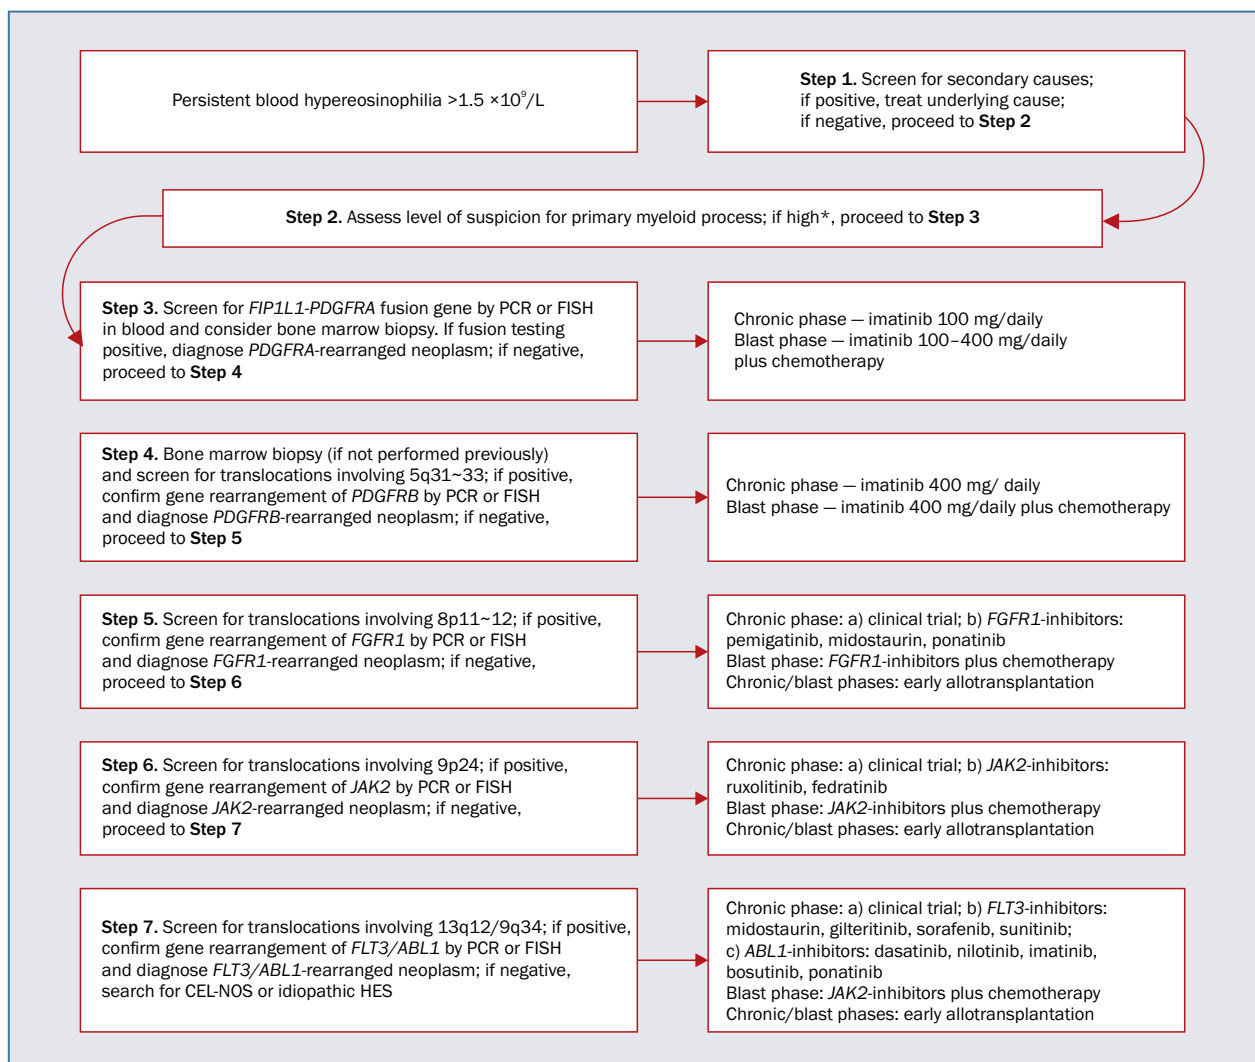 Persistent blood hypereosinophilia >1.5 ×10⁹/L
Step 1. Screen for secondary causes;
if positive, treat underlying cause;
if negative, proceed to Step 2
Step 2. Assess level of suspicion for primary myeloid process; if high*, proceed to Step 3
Step 3. Screen for FIP1L1-PDGFRA fusion gene by PCR or FISH
in blood and consider bone marrow biopsy. If fusion testing
positive, diagnose PDGFRA-rearranged neoplasm; if negative,
proceed to Step 4
Chronic phase — imatinib 100 mg/daily
Blast phase — imatinib 100–400 mg/daily
plus chemotherapy
Step 4. Bone marrow biopsy (if not performed previously)
and screen for translocations involving 5q31~33; if positive,
confirm gene rearrangement of PDGFRB by PCR or FISH
and diagnose PDGFRB-rearranged neoplasm; if negative,
proceed to Step 5
Chronic phase — imatinib 400 mg/ daily
Blast phase — imatinib 400 mg/daily plus chemotherapy
Step 5. Screen for translocations involving 8p11~12; if positive,
confirm gene rearrangement of FGFR1 by PCR or FISH
and diagnose FGFR1-rearranged neoplasm; if negative,
proceed to Step 6
Chronic phase: a) clinical trial; b) FGFR1-inhibitors:
pemigatinib, midostaurin, ponatinib
Blast phase: FGFR1-inhibitors plus chemotherapy
Chronic/blast phases: early allotransplantation
Step 6. Screen for translocations involving 9p24; if positive,
confirm gene rearrangement of JAK2 by PCR or FISH
and diagnose JAK2-rearranged neoplasm; if negative,
proceed to Step 7
Chronic phase: a) clinical trial; b) JAK2-inhibitors:
ruxolitinib, fedratinib
Blast phase: JAK2-inhibitors plus chemotherapy
Chronic/blast phases: early allotransplantation
Step 7. Screen for translocations involving 13q12/9q34; if positive,
confirm gene rearrangement of FLT3/ABL1 by PCR or FISH
and diagnose FLT3/ABL1-rearranged neoplasm; if negative,
search for CEL-NOS or idiopathic HES
Chronic phase: a) clinical trial; b) FLT3-inhibitors:
midostaurin, gilteritinib, sorafenib, sunitinib;
c) ABL1-inhibitors: dasatinib, nilotinib, imatinib,
bosutinib, ponatinib
Blast phase: JAK2-inhibitors plus chemotherapy
Chronic/blast phases: early allotransplantation